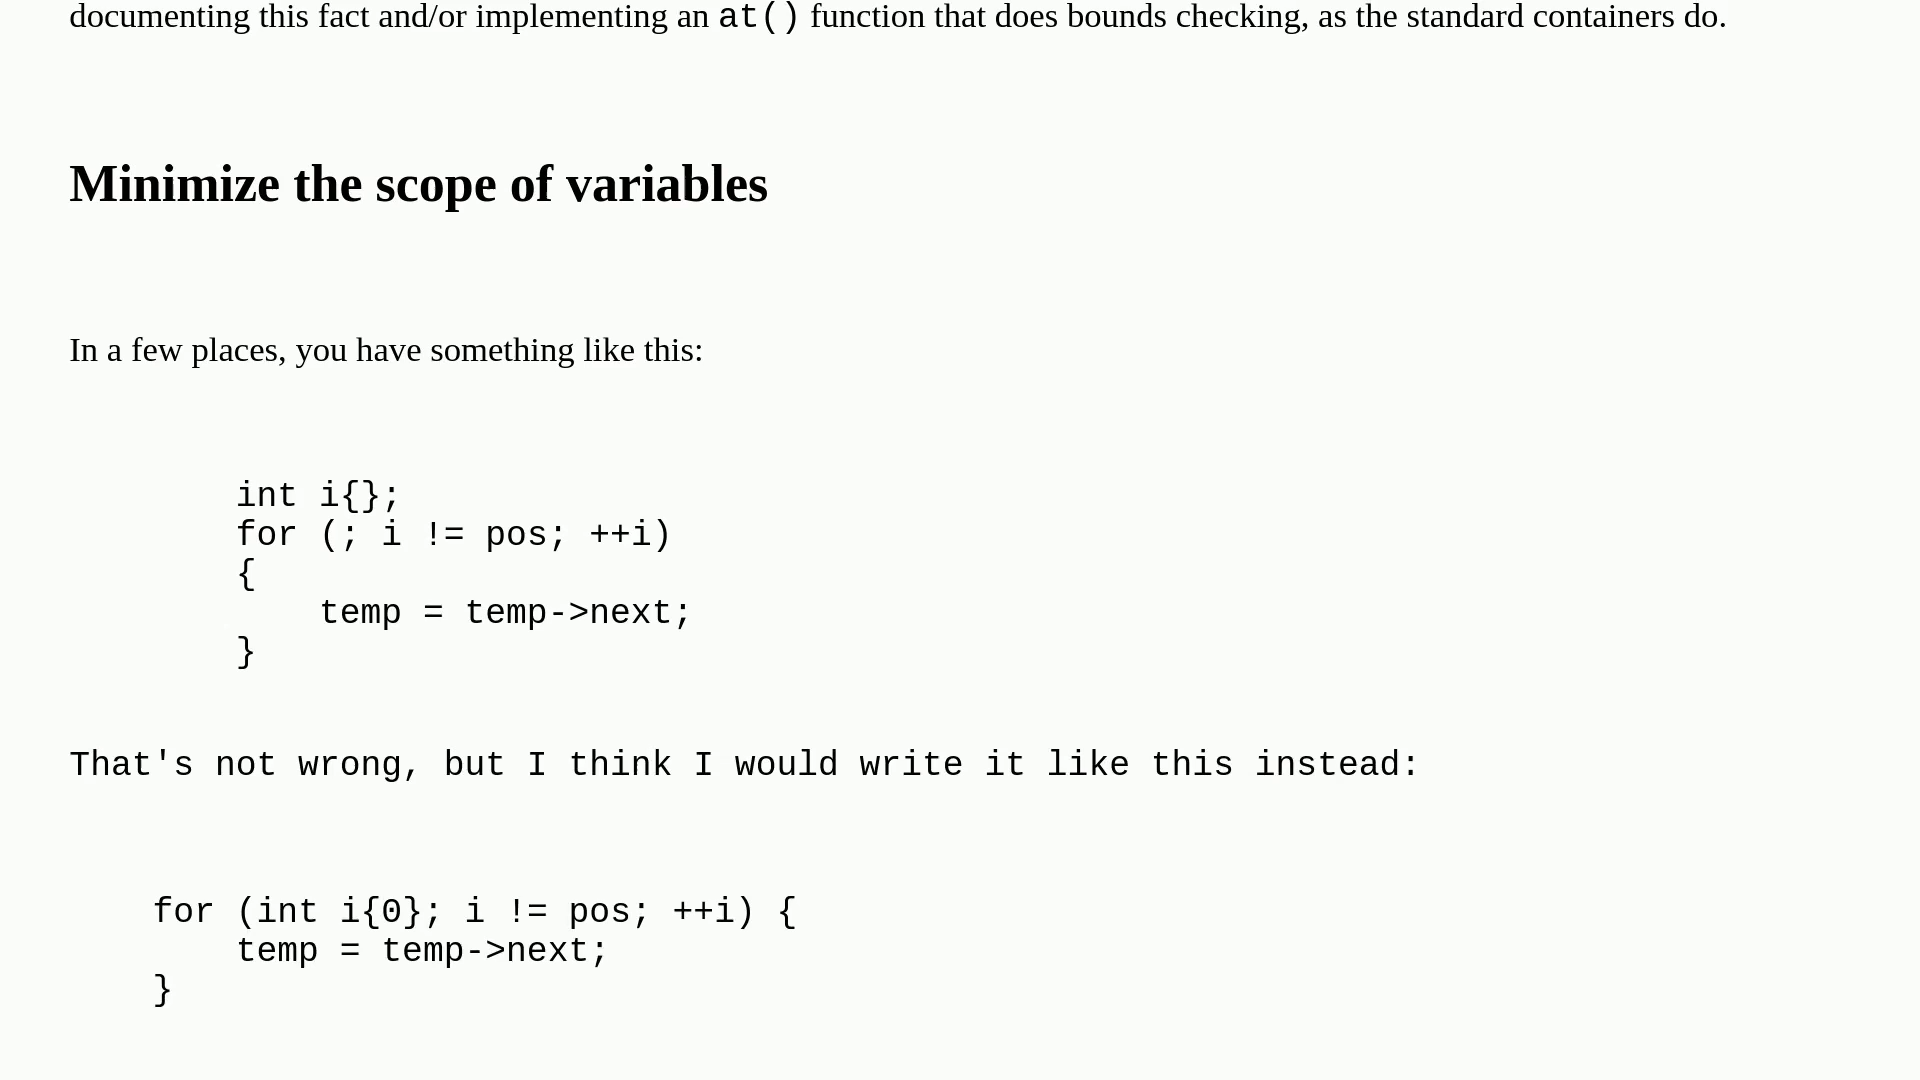 documenting this fact and/or implementing an at() function that does bounds checking, as the standard containers do.
Minimize the scope of variables
In a few places, you have something like this:
int i{};
for (; i != pos; ++i)
{
    temp = temp->next;
}
That's not wrong, but I think I would write it like this instead:
for (int i{0}; i != pos; ++i) {
    temp = temp->next;
}